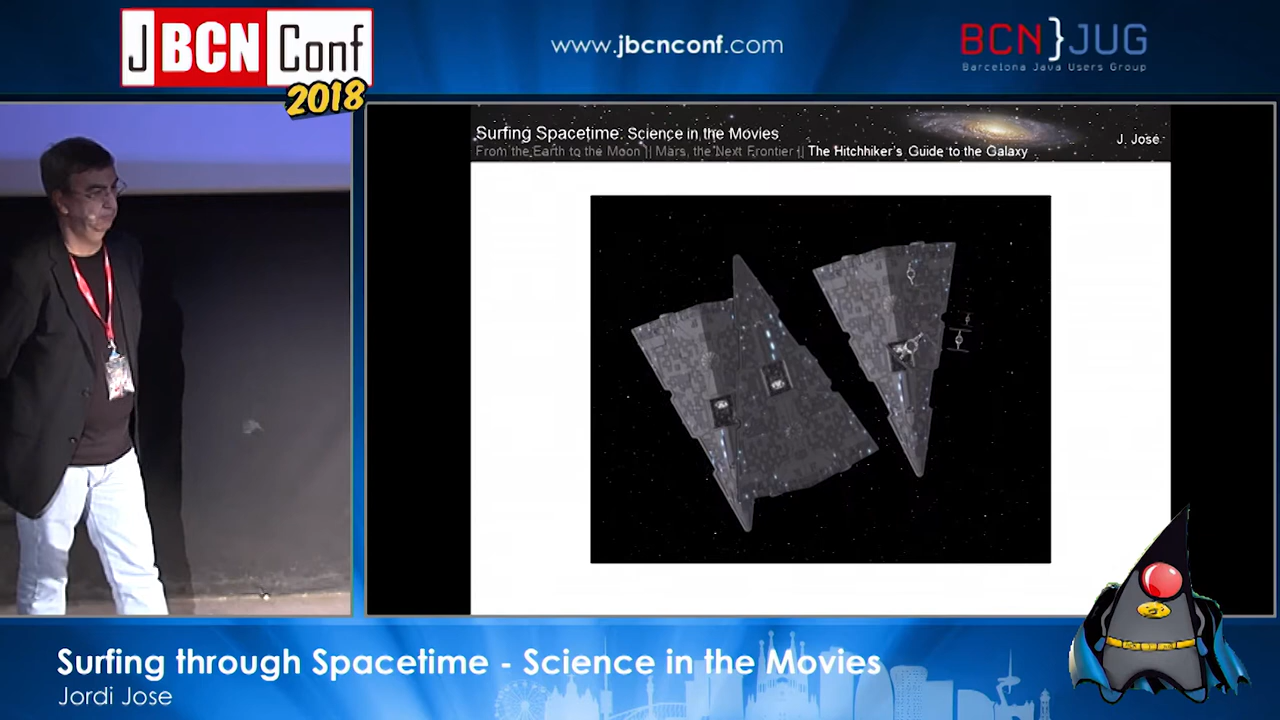 JBCNConf
2018
www.jbcnconf.com
BCN}JUG
Barcelona Java Users Group
Surfing Spacetime: Science in the Movies
J. José
From the Earth to the Moon || Mars, the Next Frontier || The Hitchhiker's Guide to the Galaxy
Surfing through Spacetime - Science in the Movies
Jordi Jose